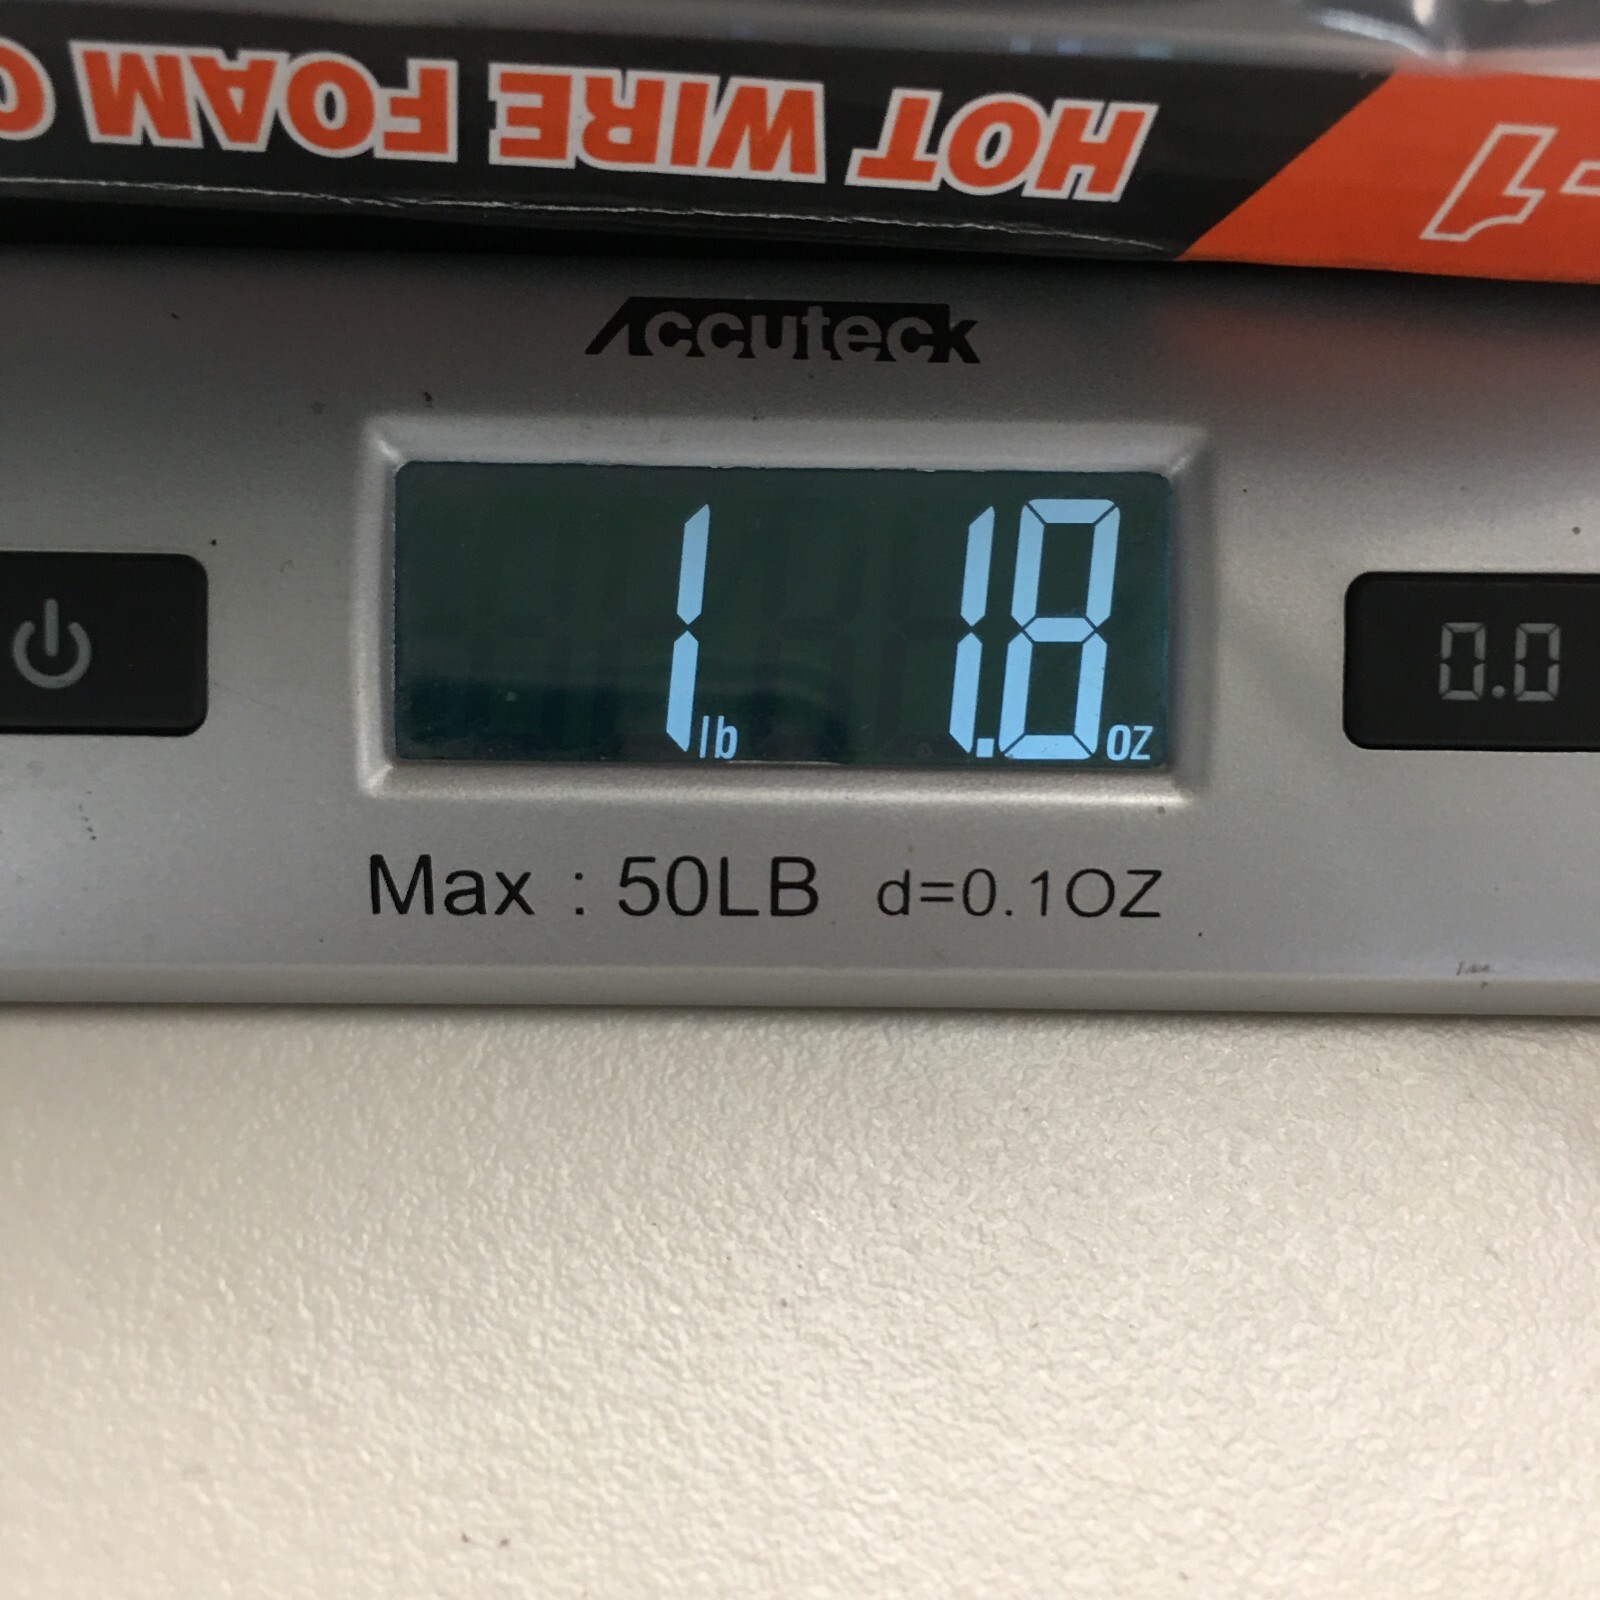 HOT WIRE FOAM
Accuteck
1 lb 1.8 oz
0.0
Max : 50LB d=0.1OZ